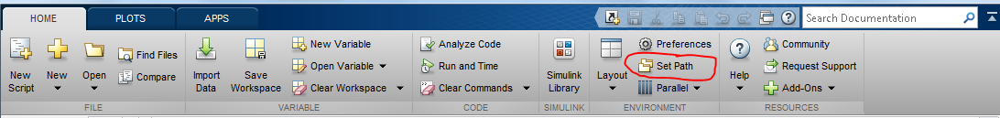 HOME PLOTS APPS Search Documentation
New Script
New
Open
Find Files
Compare
FILE
Import Data
Save Workspace
New Variable
Open Variable
Clear Workspace
VARIABLE
Analyze Code
Run and Time
Clear Commands
CODE
Simulink Library
SIMULINK
Layout
Preferences
Set Path
Parallel
ENVIRONMENT
Help
Community
Request Support
Add-Ons
RESOURCES